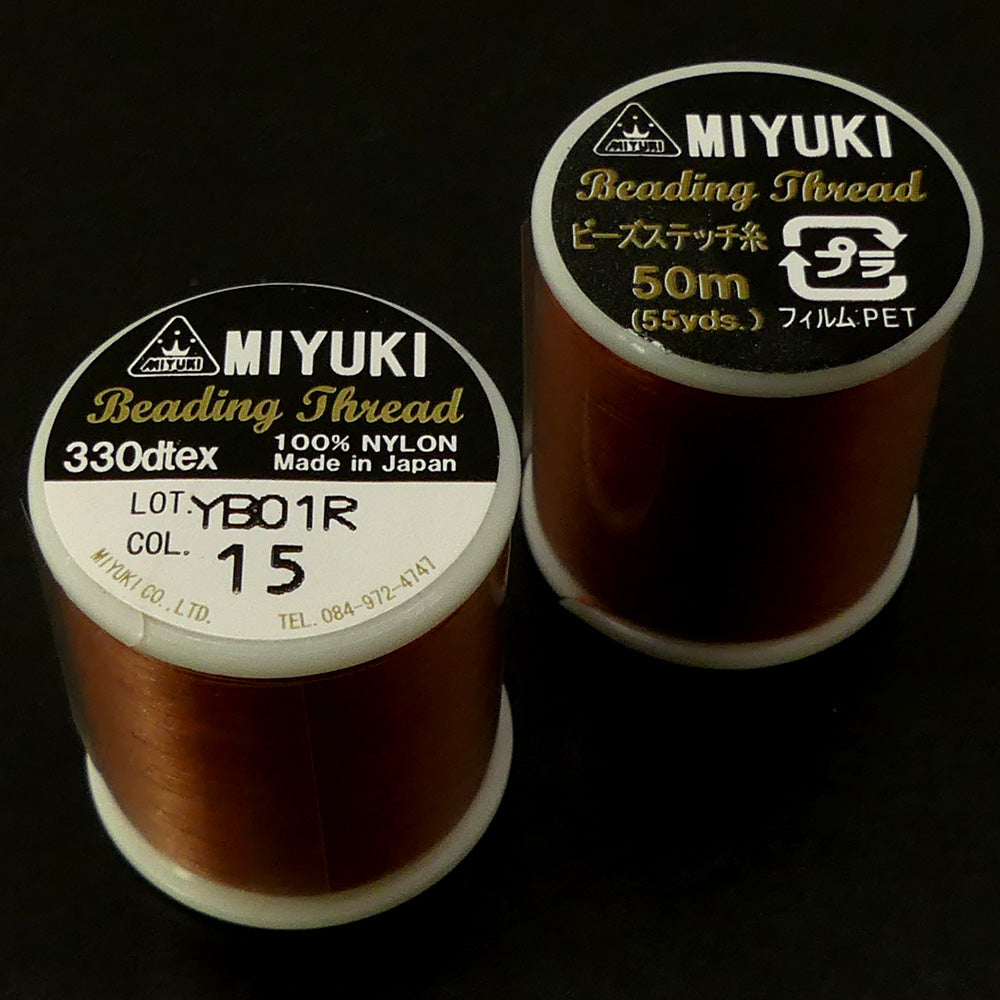 MIYUKI
MIYUKI
Beading Thread
330dtex
100% NYLON
Made in Japan
LOT.YB01R
COL. 15
MIYUKI CO., LTD.
TEL. 084-972-4747
MIYUKI
MIYUKI
Beading Thread
ビーズステッチ糸
50m
(55yds.)
プラ
フィルム:PET